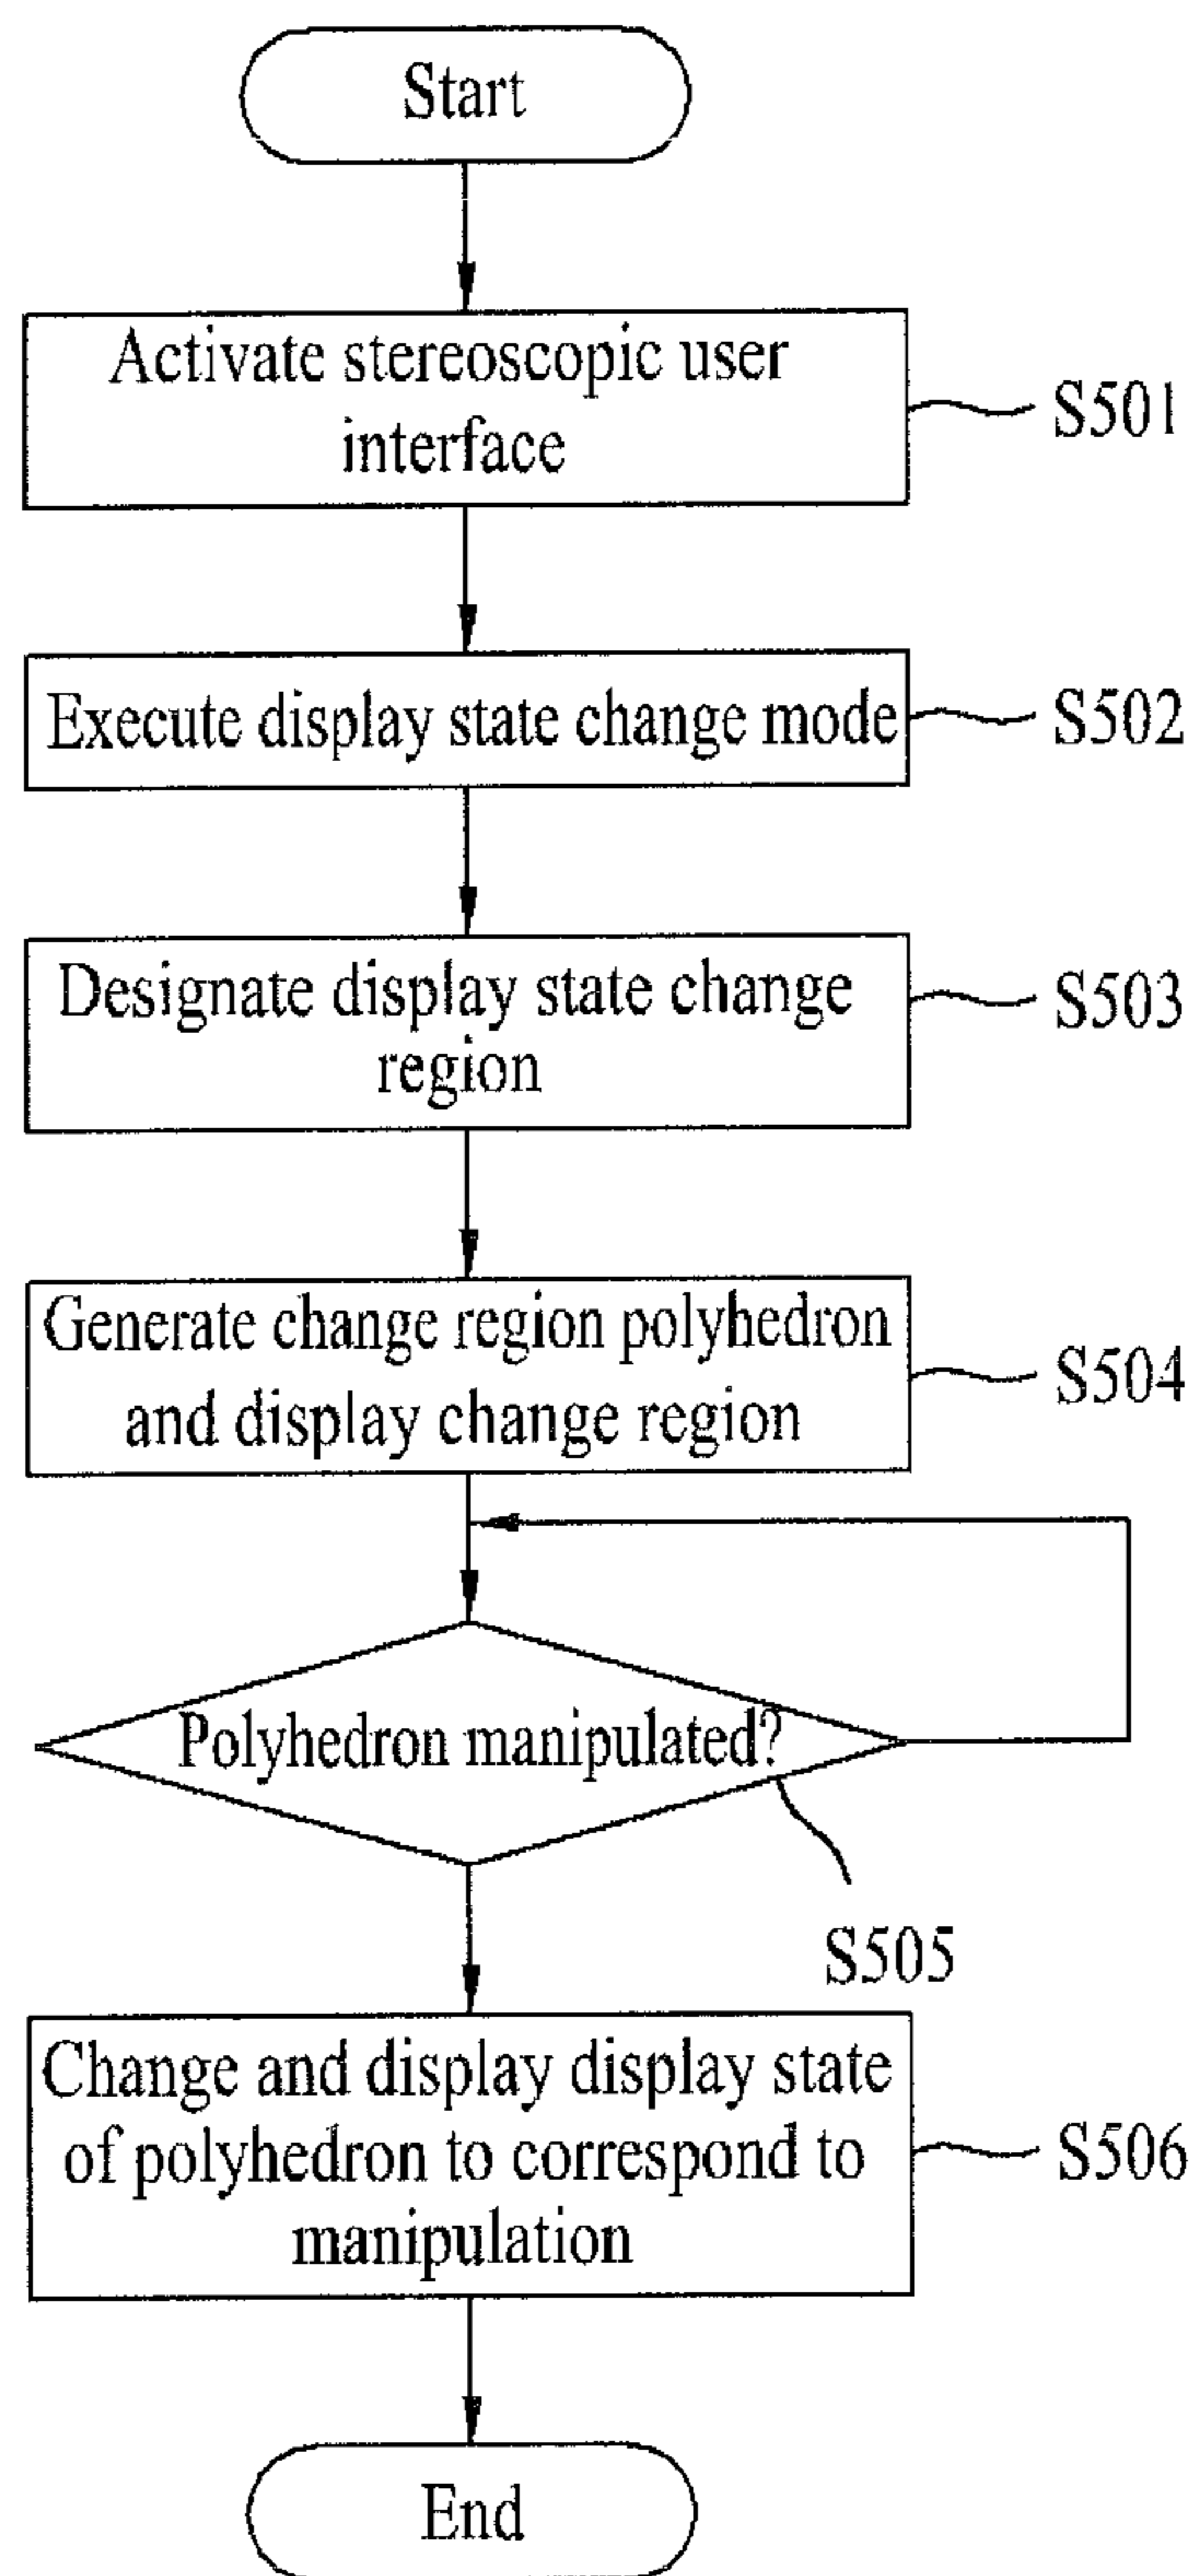 Start
Activate stereoscopic user
interface
S501
Execute display state change mode
S502
Designate display state change
region
S503
Generate change region polyhedron
and display change region
S504
Polyhedron manipulated?
S505
Change and display display state
of polyhedron to correspond to
manipulation
S506
End